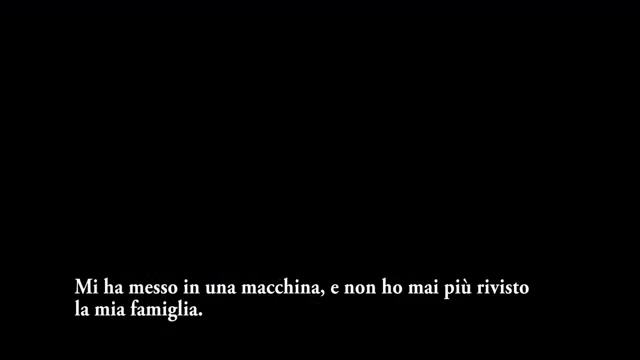 Mi ha messo in una macchina, e non ho mai più rivisto
la mia famiglia.